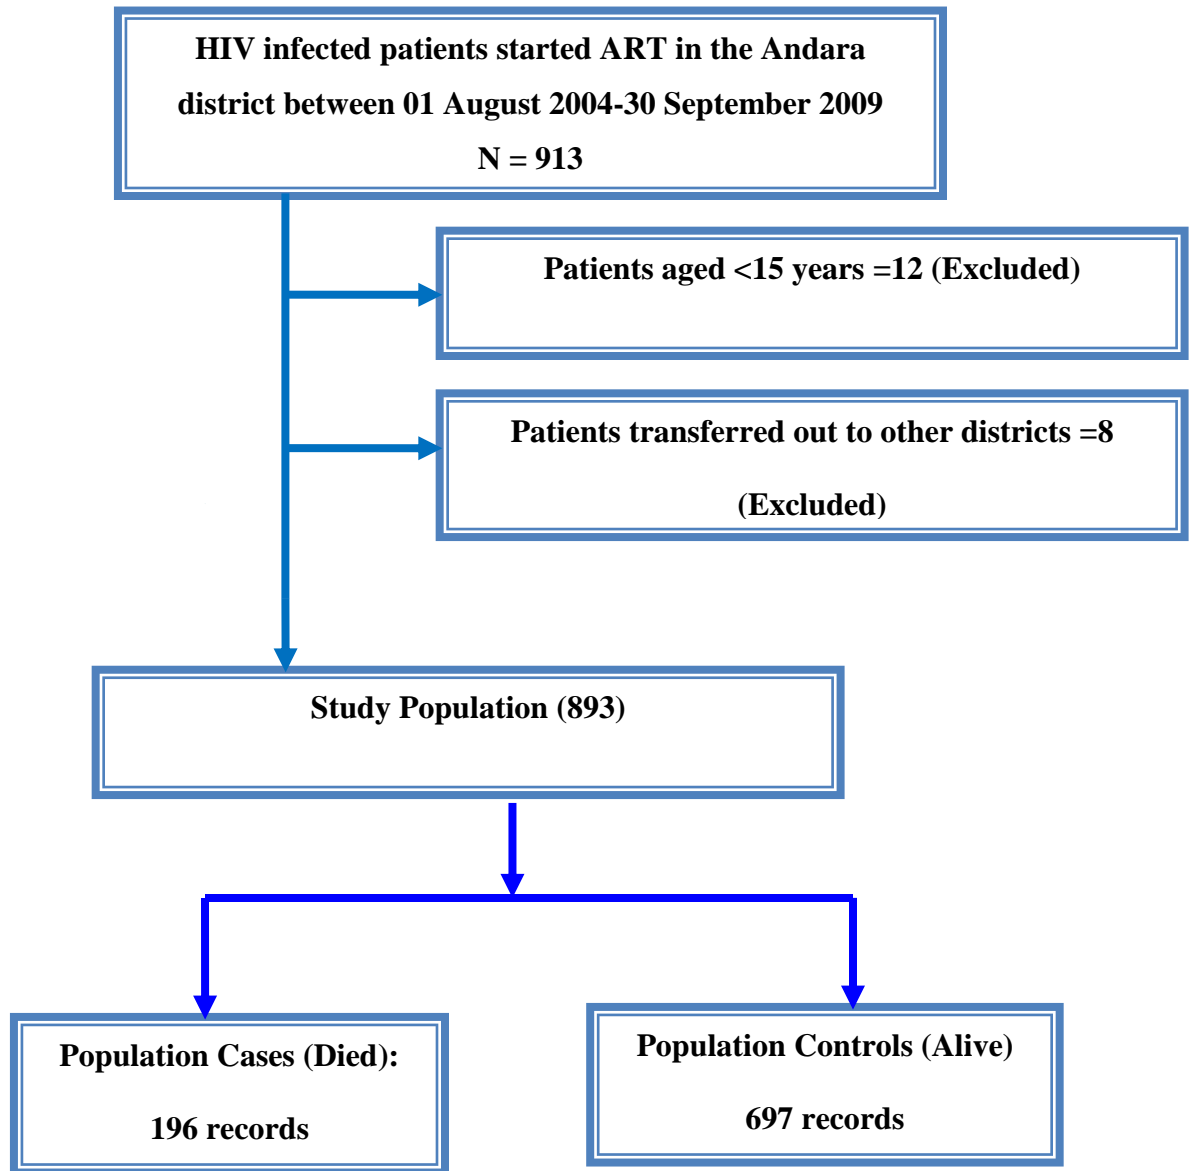 HIV infected patients started ART in the Andara
district between 01 August 2004-30 September 2009
N = 913
Patients aged <15 years =12 (Excluded)
Patients transferred out to other districts =8
(Excluded)
Study Population (893)
Population Cases (Died):
196 records
Population Controls (Alive)
697 records